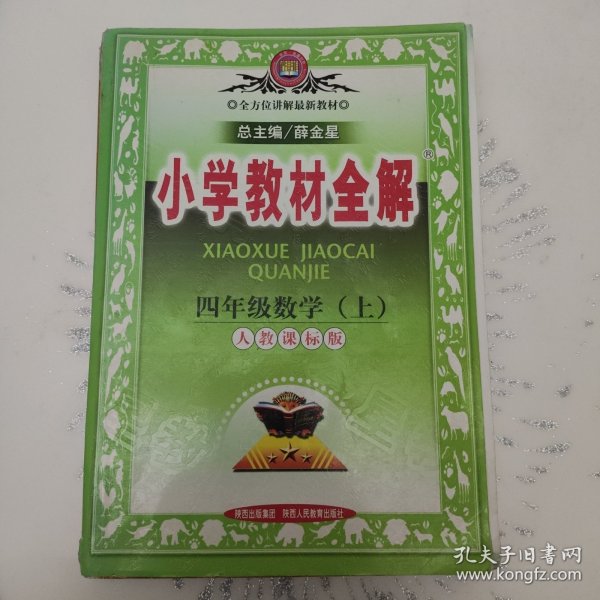 ◎全方位讲解最新教材◎
总主编/薛金星
小学教材全解®
XIAOXUE JIAOCAI
QUANJIE
四年级数学（上）
人教课标版
陕西出版集团 陕西人民教育出版社
孔夫子旧书网
www.kongfz.com